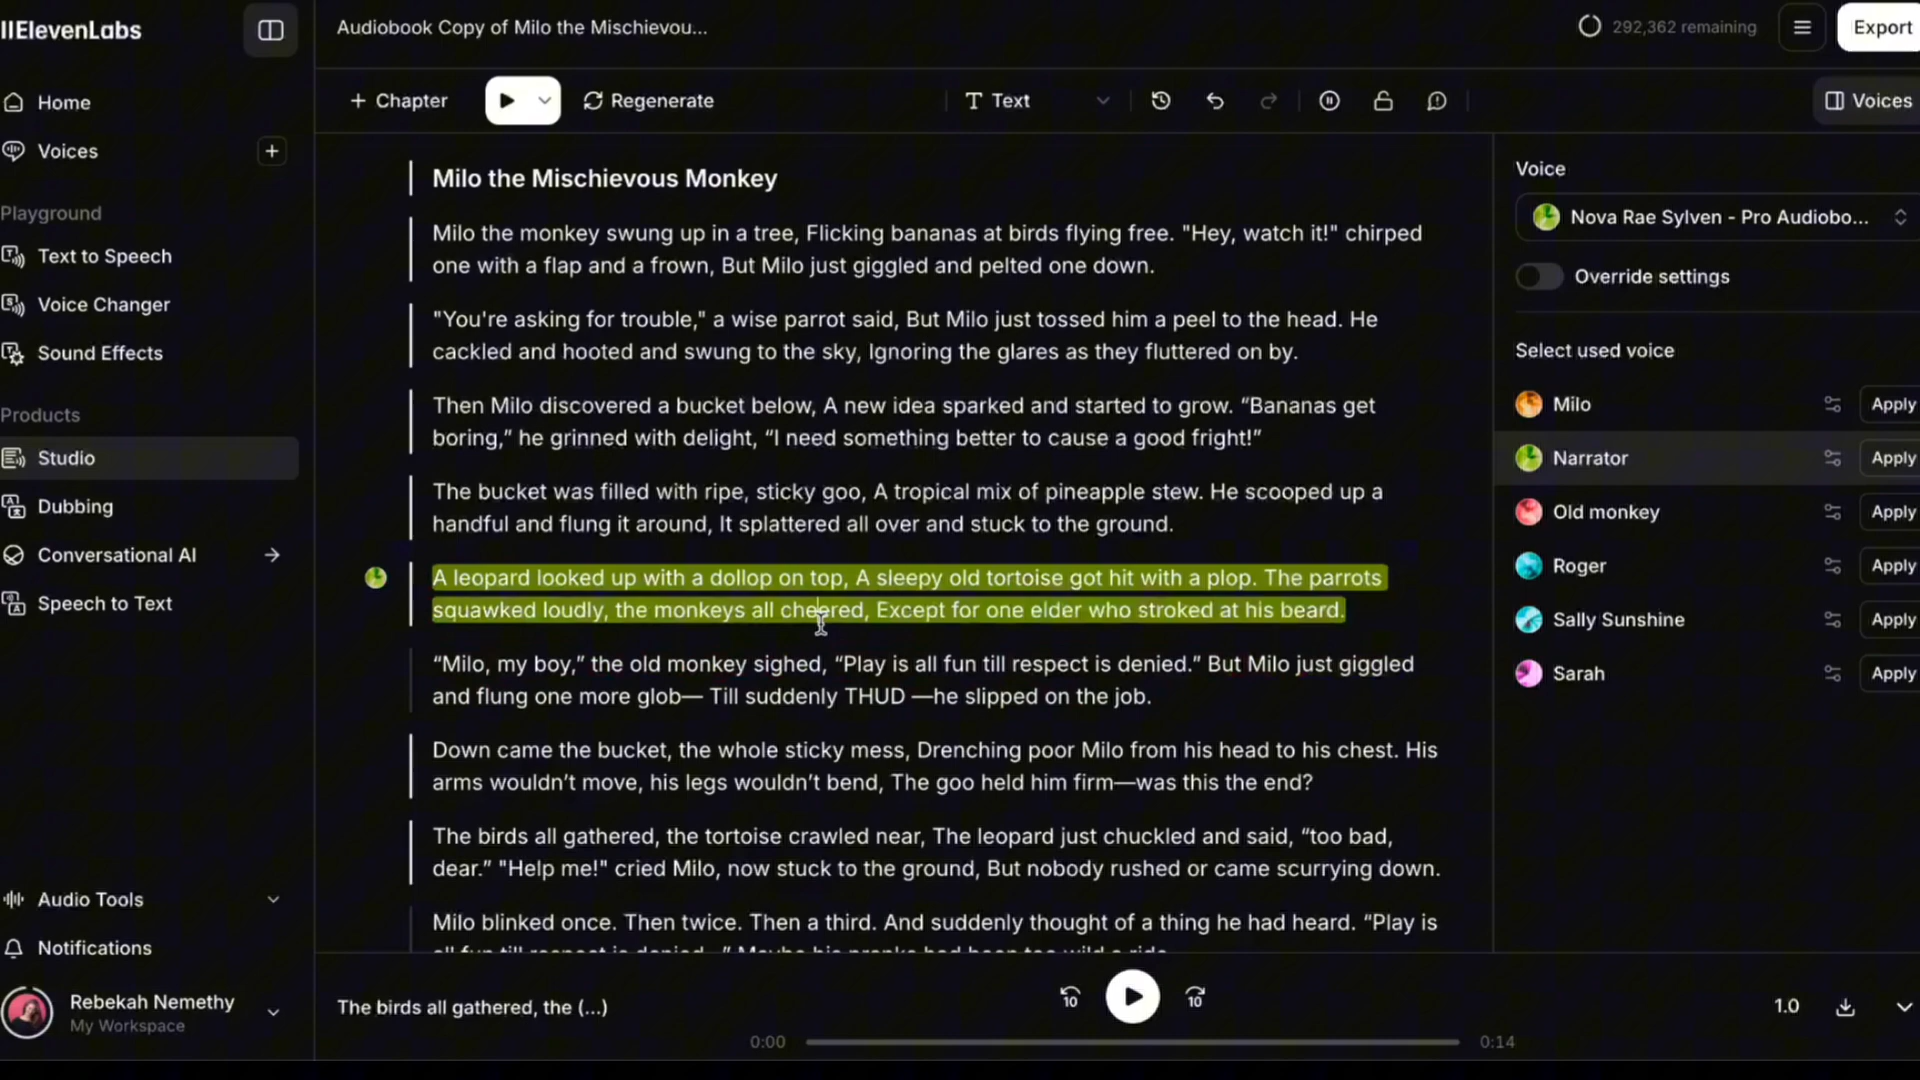 IIElevenLabs
Audiobook Copy of Milo the Mischievou...
292,362 remaining
Export
Home
Voices
Playground
Text to Speech
Voice Changer
Sound Effects
Products
Studio
Dubbing
Conversational AI
Speech to Text
Audio Tools
Notifications
Rebekah Nemethy
My Workspace
+ Chapter
Regenerate
Text
Voices
Milo the Mischievous Monkey
Milo the monkey swung up in a tree, Flicking bananas at birds flying free. "Hey, watch it!" chirped
one with a flap and a frown, But Milo just giggled and pelted one down.
"You're asking for trouble," a wise parrot said, But Milo just tossed him a peel to the head. He
cackled and hooted and swung to the sky, Ignoring the glares as they fluttered on by.
Then Milo discovered a bucket below, A new idea sparked and started to grow. “Bananas get
boring,” he grinned with delight, “I need something better to cause a good fright!”
The bucket was filled with ripe, sticky goo, A tropical mix of pineapple stew. He scooped up a
handful and flung it around, It splattered all over and stuck to the ground.
A leopard looked up with a dollop on top, A sleepy old tortoise got hit with a plop. The parrots
squawked loudly, the monkeys all cheered, Except for one elder who stroked at his beard.
“Milo, my boy,” the old monkey sighed, “Play is all fun till respect is denied.” But Milo just giggled
and flung one more glob— Till suddenly THUD —he slipped on the job.
Down came the bucket, the whole sticky mess, Drenching poor Milo from his head to his chest. His
arms wouldn’t move, his legs wouldn’t bend, The goo held him firm—was this the end?
The birds all gathered, the tortoise crawled near, The leopard just chuckled and said, “too bad,
dear.” "Help me!" cried Milo, now stuck to the ground, But nobody rushed or came scurrying down.
Milo blinked once. Then twice. Then a third. And suddenly thought of a thing he had heard. “Play is
all fun till respect is denied...” Maybe his pranks had been too wild a ride.
Voice
Nova Rae Sylven - Pro Audiobo...
Override settings
Select used voice
Milo
Apply
Narrator
Apply
Old monkey
Apply
Roger
Apply
Sally Sunshine
Apply
Sarah
Apply
The birds all gathered, the (...)
10
10
1.0
0:00
0:14